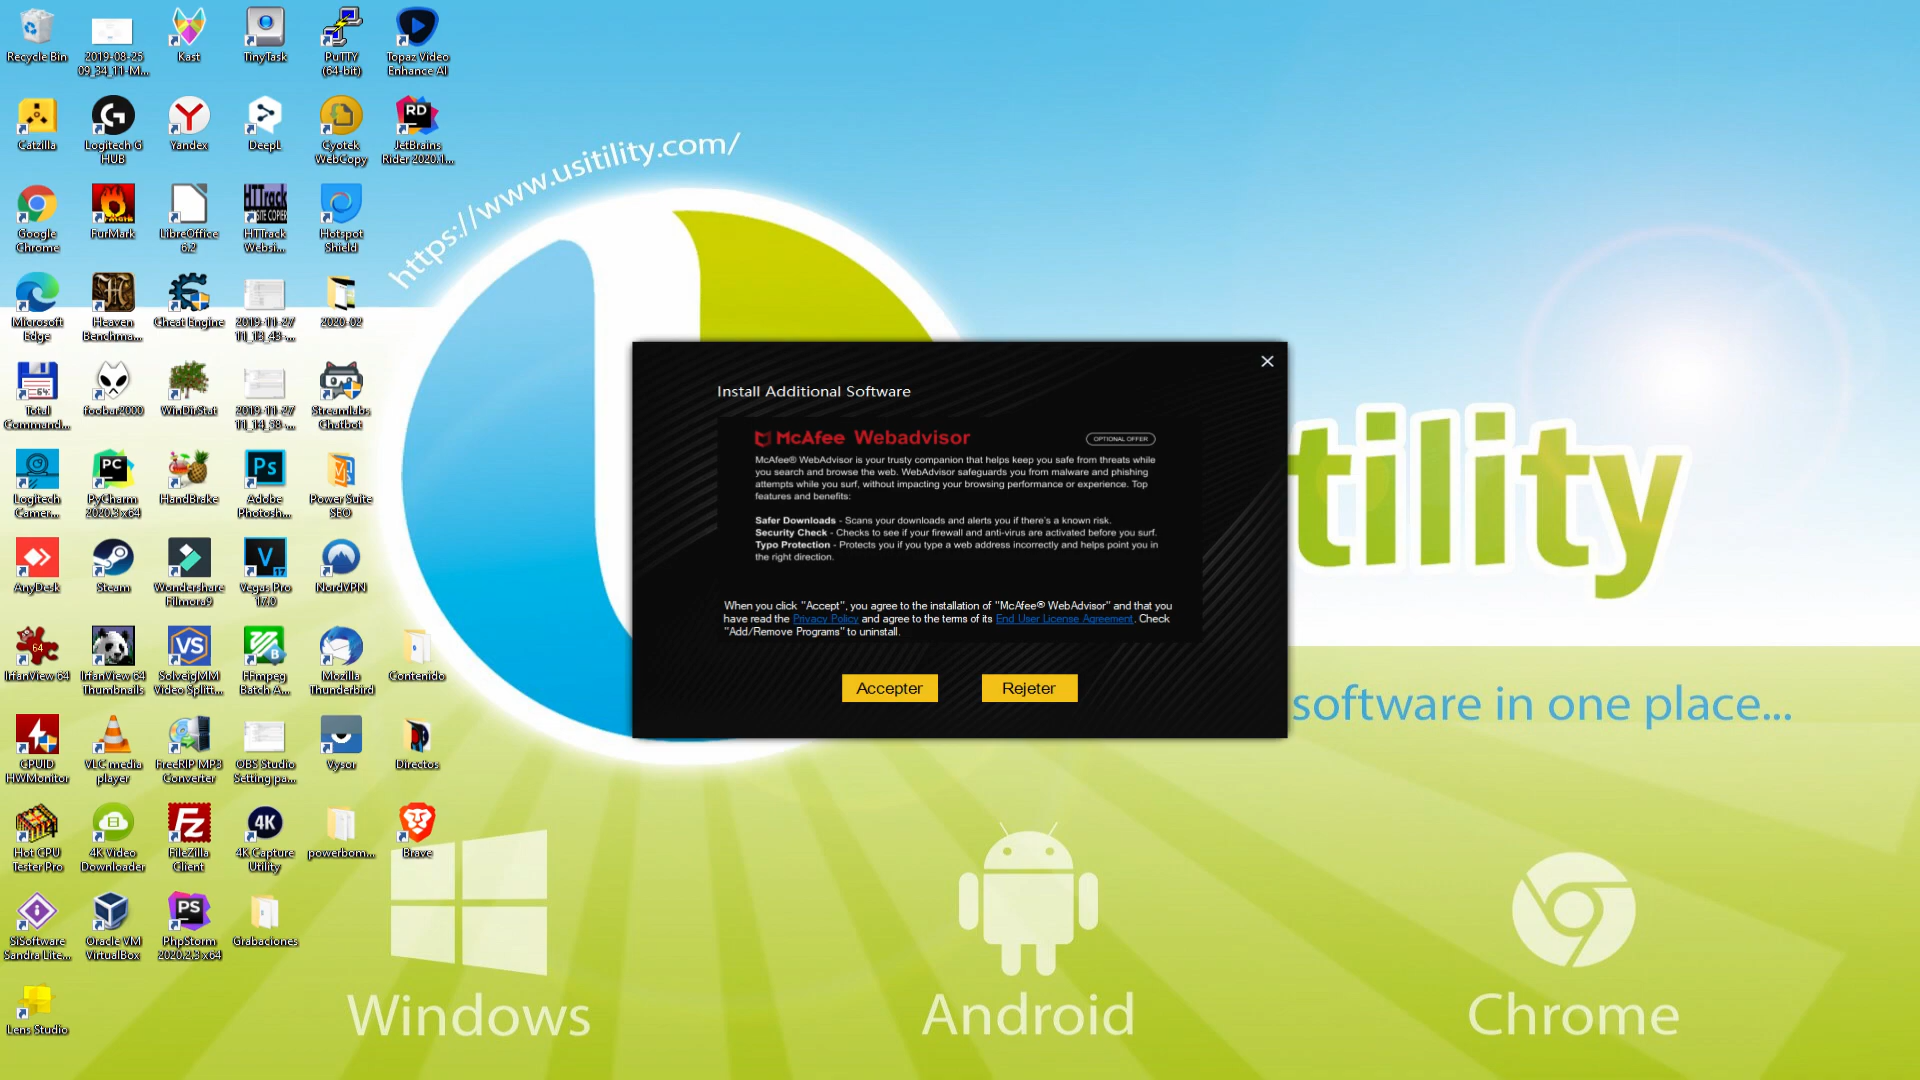 Recycle Bin
2019-08-25
09_34_11-M...
Kast
TinyTask
PuTTY
(64-bit)
Topaz Video
Enhance AI
Catzilla
Logitech G
HUB
Yandex
DeepL
Cyotek
WebCopy
RD
JetBrains
Rider 2020.1...
Google
Chrome
FurMark
LibreOffice
6.2
HTTrack
SITE COPIER
HTTrack
Websi...
Hotspot
Shield
https://www.usitility.com/
Microsoft
Edge
Heaven
Benchma...
Cheat Engine
2019-11-27
11_13_43-...
2020-02
64
Total
Command...
foobar2000
WinDirStat
2019-11-27
11_14_38-...
Streamlabs
Chatbot
Logitech
Camer...
PC
PyCharm
2020.3 x64
HandBrake
Ps
Adobe
Photosh...
Power Suite
SEO
AnyDesk
Steam
Wondershare
Filmora9
V
17
Vegas Pro
17.0
NordVPN
64
IrfanView 64
IrfanView 64
Thumbnails
VS
SolveigMM
Video Splitt...
FFmpeg
Batch A...
Mozilla
Thunderbird
Contenido
CPUID
HWMonitor
VLC media
player
FreeRIP MP3
Converter
OBS Studio
Setting pa...
Vysor
Directos
Hot CPU
Tester Pro
4K Video
Downloader
Fz
FileZilla
Client
4K
4K Capture
Utility
powerbom...
Brave
SiSoftware
Sandra Lite...
Oracle VM
VirtualBox
PS
PhpStorm
2020.2.3 x64
Grabaciones
Lens Studio
Install Additional Software
McAfee Webadvisor
OPTIONAL OFFER
McAfee® WebAdvisor is your trusty companion that helps keep you safe from threats while
you search and browse the web. WebAdvisor safeguards you from malware and phishing
attempts while you surf, without impacting your browsing performance or experience. Top
features and benefits:
Safer Downloads - Scans your downloads and alerts you if there's a known risk.
Security Check - Checks to see if your firewall and anti-virus are activated before you surf.
Typo Protection - Protects you if you type a web address incorrectly and helps point you in
the right direction.
When you click "Accept", you agree to the installation of "McAfee® WebAdvisor" and that you
have read the Privacy Policy and agree to the terms of its End User License Agreement. Check
"Add/Remove Programs" to uninstall.
Accepter
Rejeter
tility
software in one place...
Windows
Android
Chrome